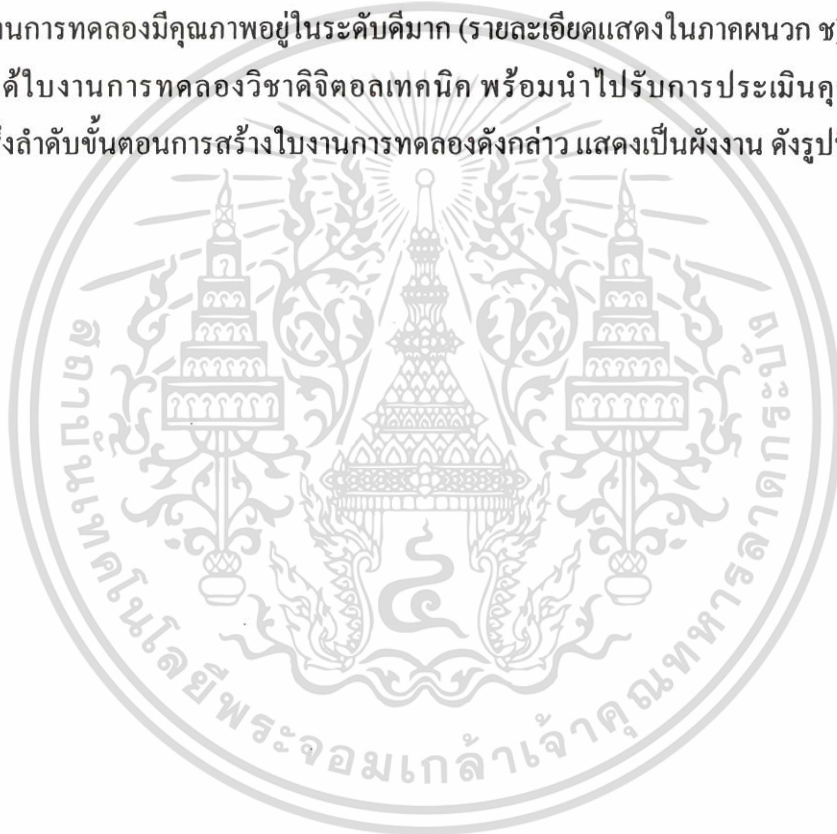 านการทดลองมีคุณภาพอยู่ในระดับดีมาก (รายละเอียดแสดงในภาคผนวก ช
ด้ใบงานการทดลองวิชาดิจิตอลเทคนิค พร้อมนำไปรับการประเมินคุ
งลำดับขั้นตอนการสร้างใบงานการทดลองดังกล่าว แสดงเป็นผังงาน ดังรูป
สถาบันเทคโนโลยีพระจอมเกล้าเจ้าคุณทหารลาดกระบัง
๔